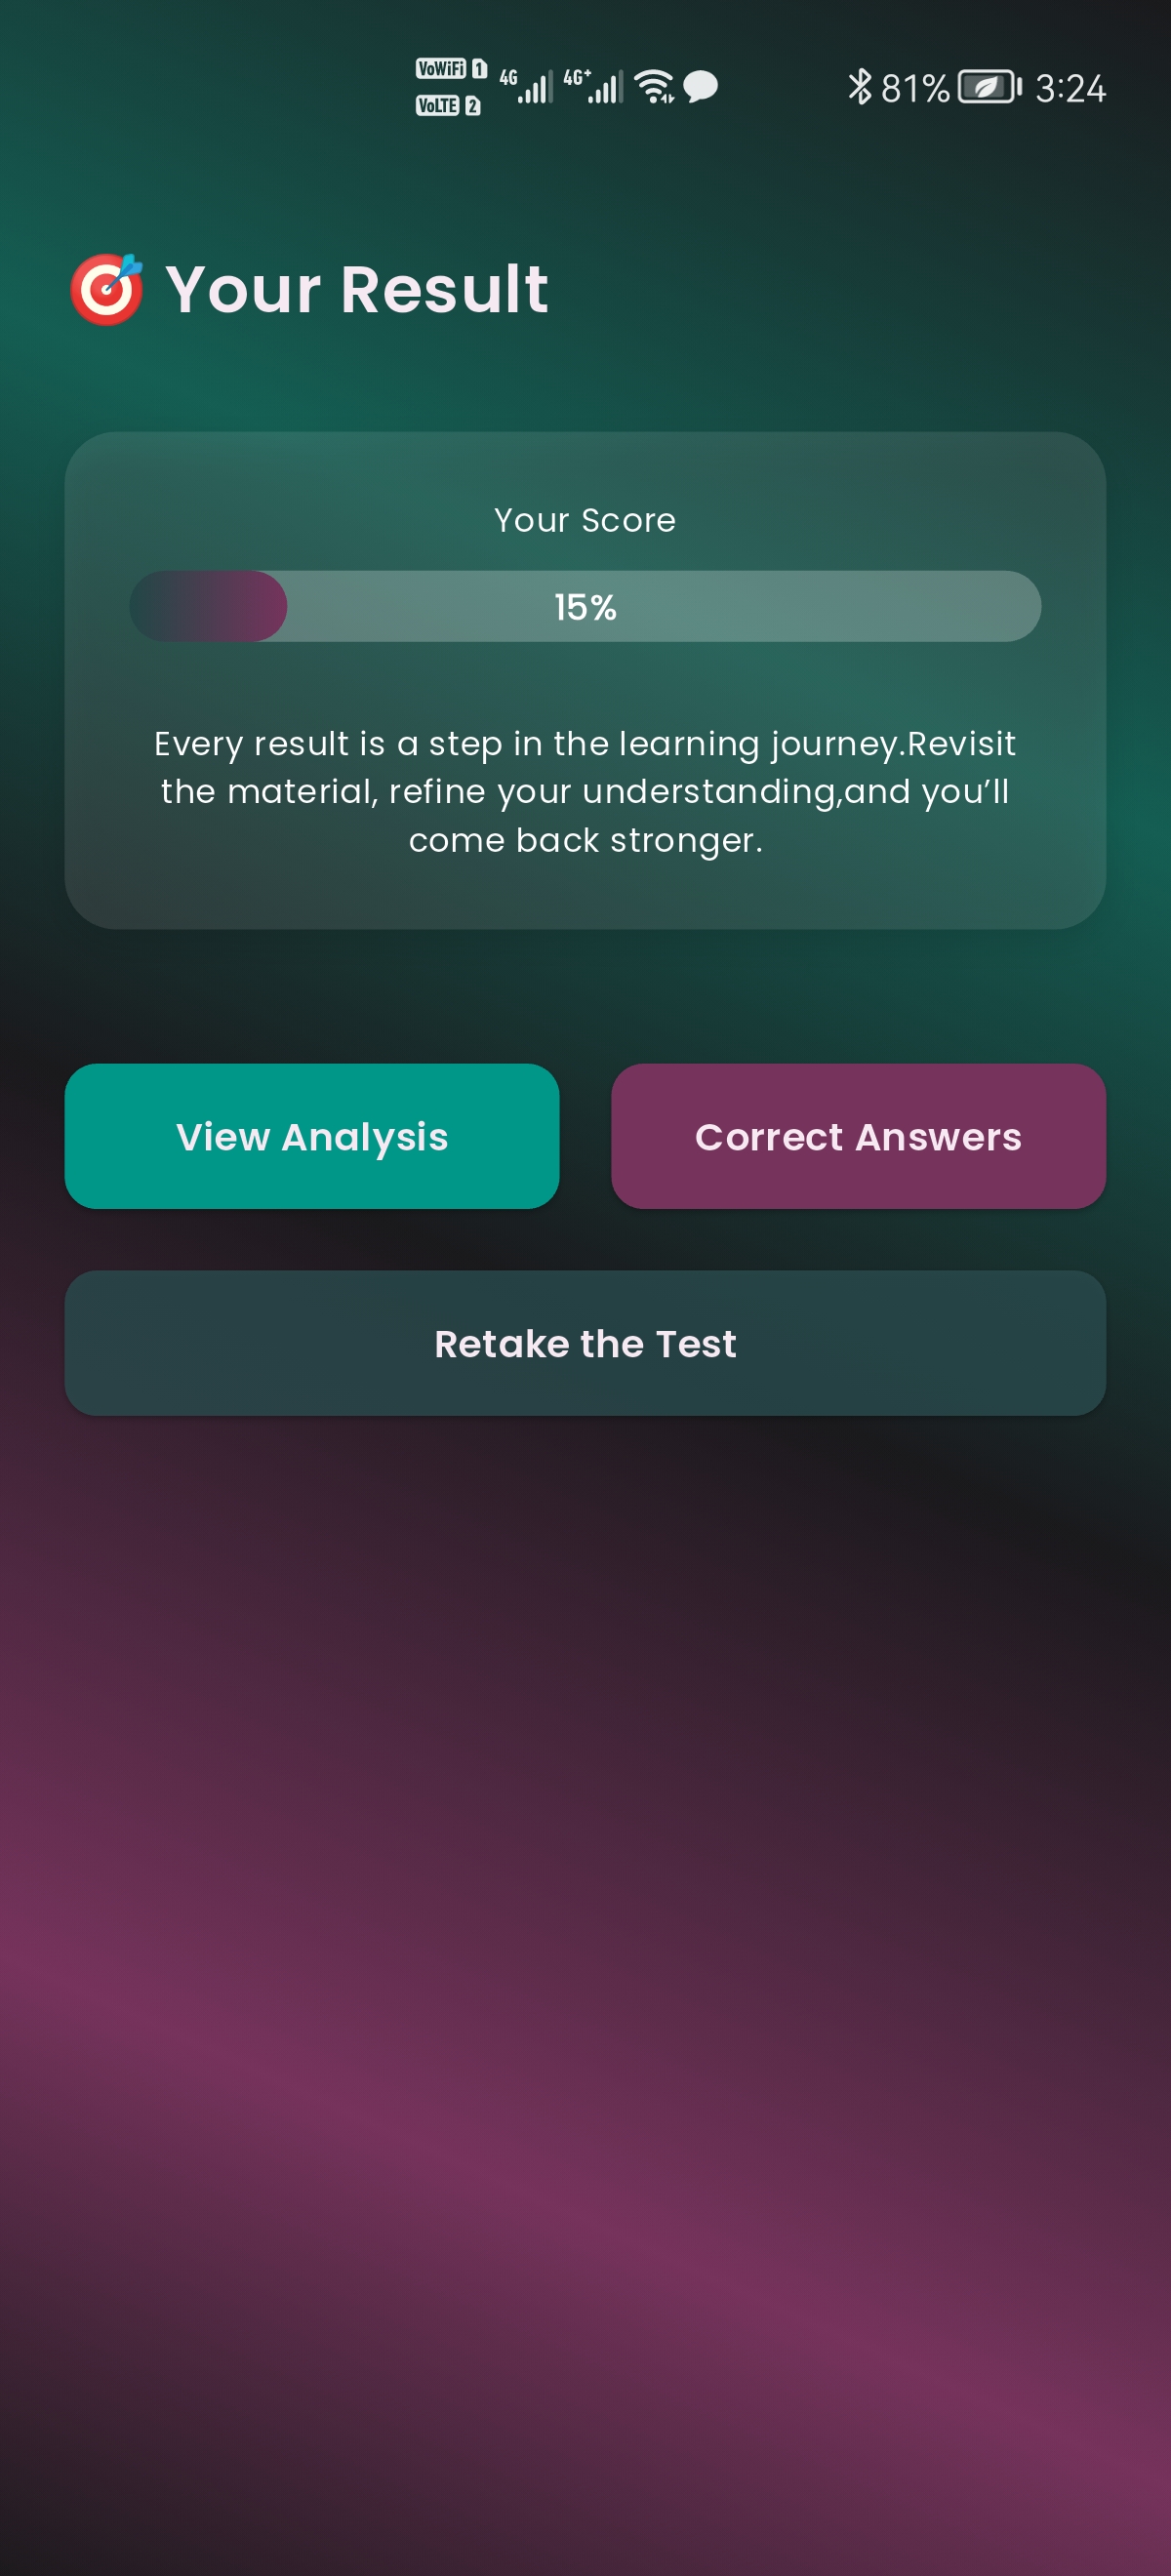 VoWiFi 1
VoLTE 2
4G
4G+
81%
3:24
Your Result
Your Score
15%
Every result is a step in the learning journey.Revisit
the material, refine your understanding,and you’ll
come back stronger.
View Analysis
Correct Answers
Retake the Test